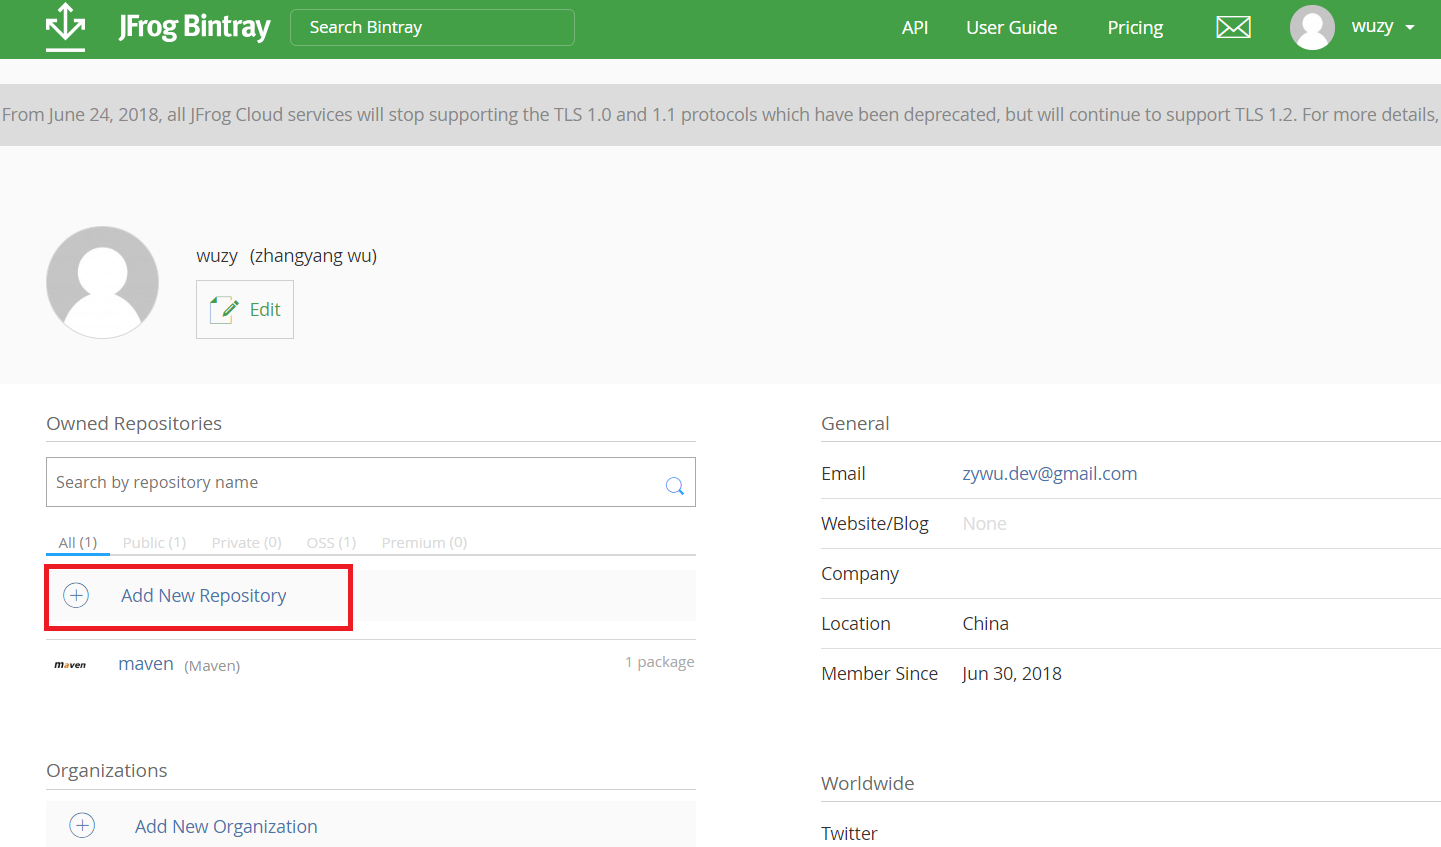 JFrog Bintray
Search Bintray
API
User Guide
Pricing
wuzy
From June 24, 2018, all JFrog Cloud services will stop supporting the TLS 1.0 and 1.1 protocols which have been deprecated, but will continue to support TLS 1.2. For more details,
wuzy (zhangyang wu)
Edit
Owned Repositories
Search by repository name
All (1) Public (1) Private (0) OSS (1) Premium (0)
Add New Repository
maven maven (Maven) 1 package
Organizations
Add New Organization
General
Email zywu.dev@gmail.com
Website/Blog None
Company
Location China
Member Since Jun 30, 2018
Worldwide
Twitter